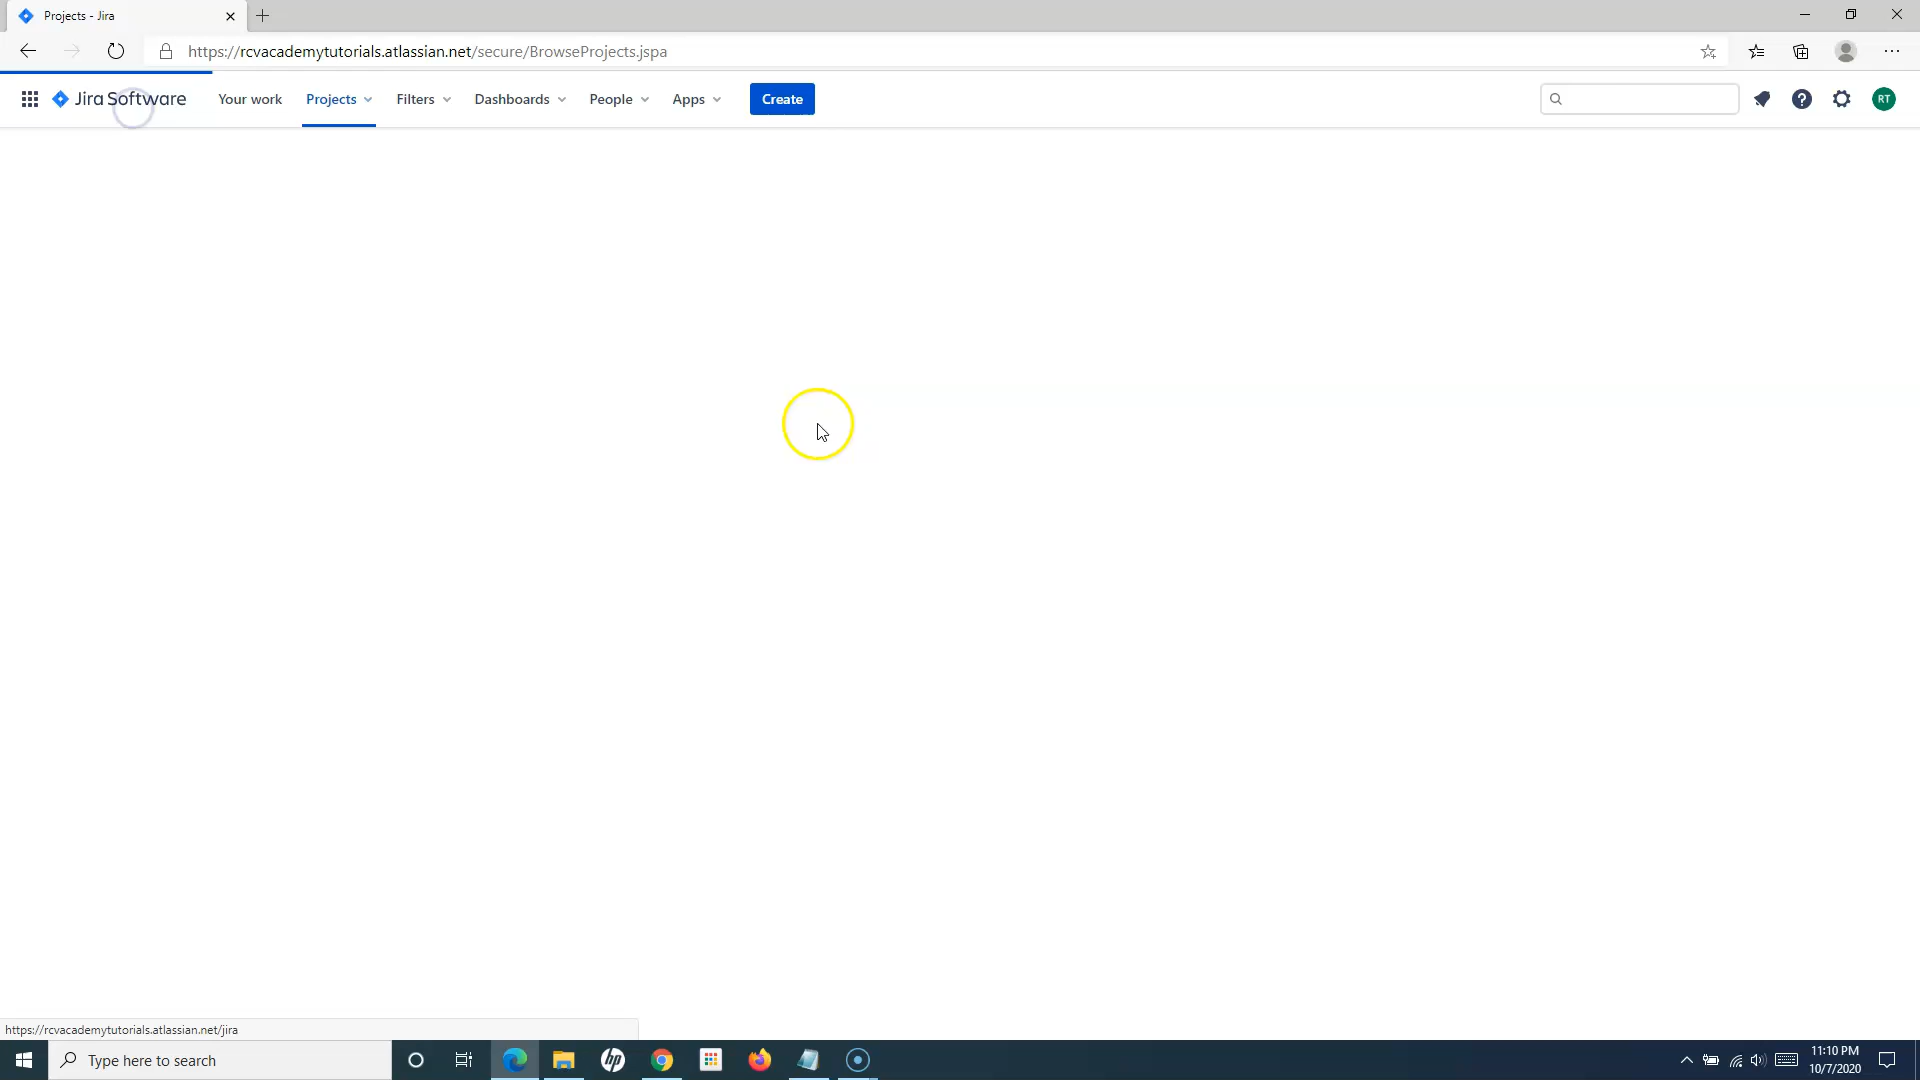 Projects - Jira
https://rcvacademytutorials.atlassian.net/secure/BrowseProjects.jspa
Jira Software
Your work
Projects
Filters
Dashboards
People
Apps
Create
RT
https://rcvacademytutorials.atlassian.net/jira
Type here to search
hp
11:10 PM
10/7/2020